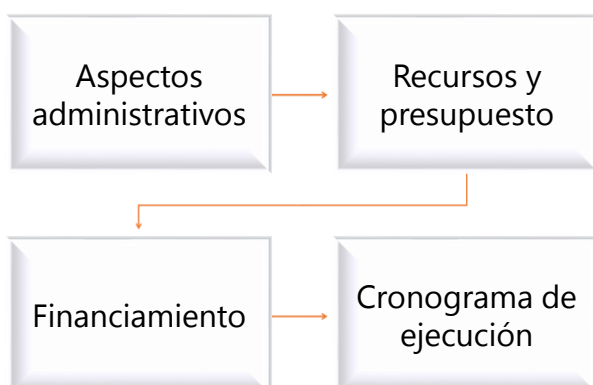 Aspectos
administrativos
Recursos y
presupuesto
Financiamiento
Cronograma de
ejecución